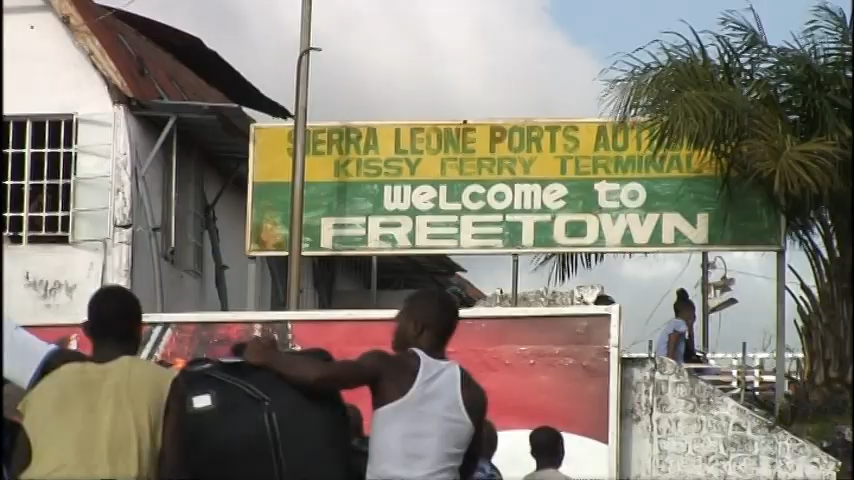 SIERRA LEONE PORTS
KISSY FERRY TERMINAL
WELCOME TO
FREETOWN